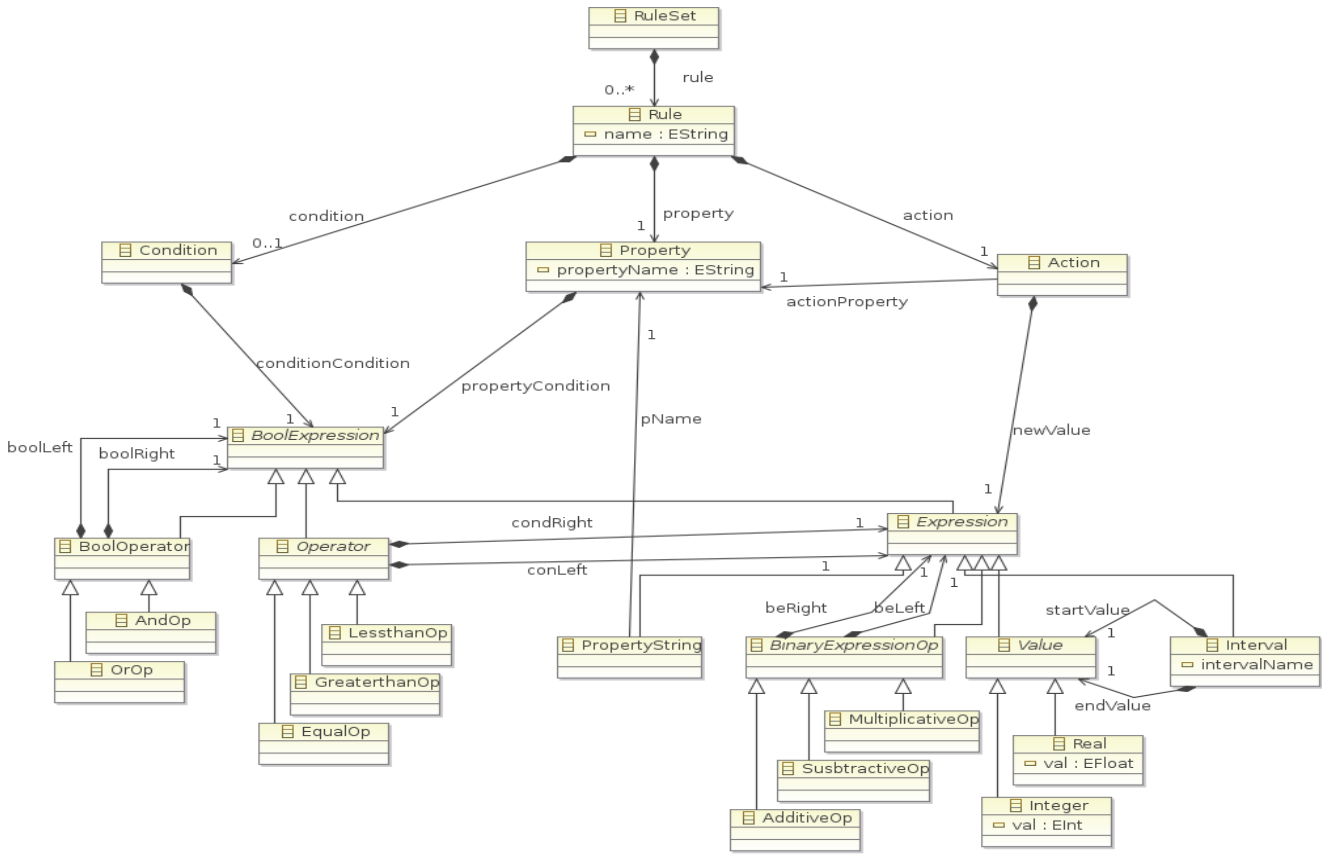 RuleSet
rule
0..*
Rule
name : EString
condition
property
action
0..1
1
1
Condition
Property
propertyName : EString
Action
1
actionProperty
1
conditionCondition
propertyCondition
pName
newValue
1
1
1
boolLeft
boolRight
1
BoolExpression
1
condRight
1
Expression
BoolOperator
Operator
conLeft
1
1
1
AndOp
OrOp
LessthanOp
GreaterthanOp
EqualOp
PropertyString
beRight
beLeft
BinaryExpressionOp
Value
startValue
1
Interval
intervalName
1
endValue
MultiplicativeOp
SusbtractiveOp
AdditiveOp
Real
val : EFloat
Integer
val : EInt